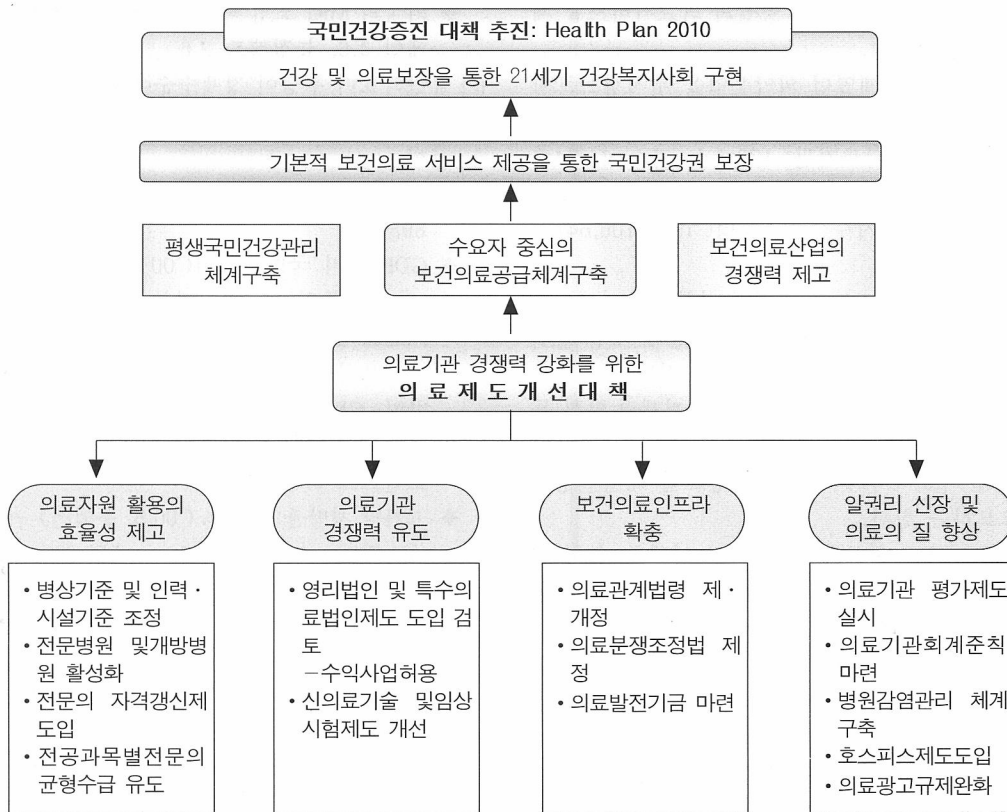 국민건강증진 대책 추진: Health Plan 2010
건강 및 의료보장을 통한 21세기 건강복지사회 구현
기본적 보건의료 서비스 제공을 통한 국민건강권 보장
평생국민건강관리
체계구축
수요자 중심의
보건의료공급체계구축
보건의료산업의
경쟁력 제고
의료기관 경쟁력 강화를 위한
의 료 제 도 개 선 대 책
의료자원 활용의
효율성 제고
• 병상기준 및 인력·
시설기준 조정
• 전문병원 및개방병
원 활성화
• 전문의 자격갱신제
도입
• 전공과목별전문의
균형수급 유도
의료기관
경쟁력 유도
• 영리법인 및 특수의
료법인제도 도입 검
토
－수익사업허용
• 신의료기술 및임상
시험제도 개선
보건의료인프라
확충
• 의료관계법령 제·
개정
• 의료분쟁조정법 제
정
• 의료발전기금 마련
알권리 신장 및
의료의 질 향상
• 의료기관 평가제도
실시
• 의료기관회계준칙
마련
• 병원감염관리 체계
구축
• 호스피스제도도입
• 의료광고규제완화